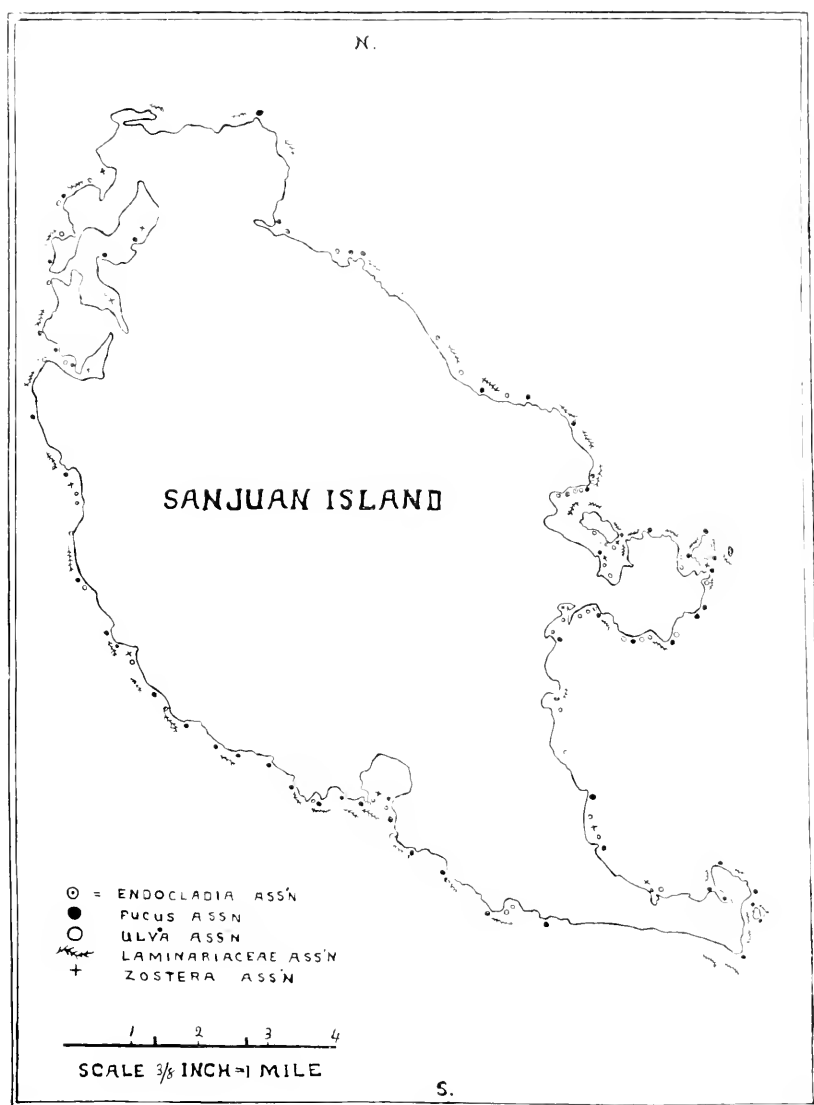 N.
SANJUAN ISLAND
= ENDOCLADIA ASS'N
FUCUS ASS'N
ULVA ASS'N
LAMINARIACEAE ASS'N
ZOSTERA ASS'N
1 2 3 4
SCALE 3/8 INCH = 1 MILE
S.